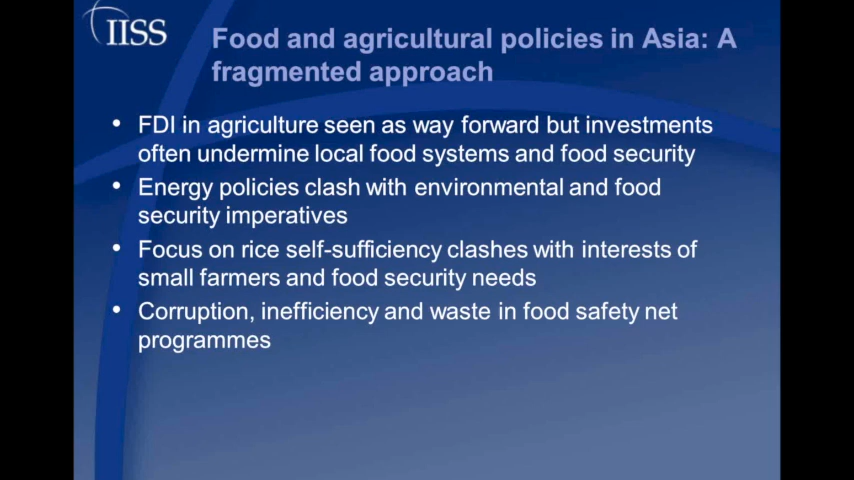 IISS
Food and agricultural policies in Asia: A
fragmented approach
• FDI in agriculture seen as way forward but investments
often undermine local food systems and food security
• Energy policies clash with environmental and food
security imperatives
• Focus on rice self-sufficiency clashes with interests of
small farmers and food security needs
• Corruption, inefficiency and waste in food safety net
programmes